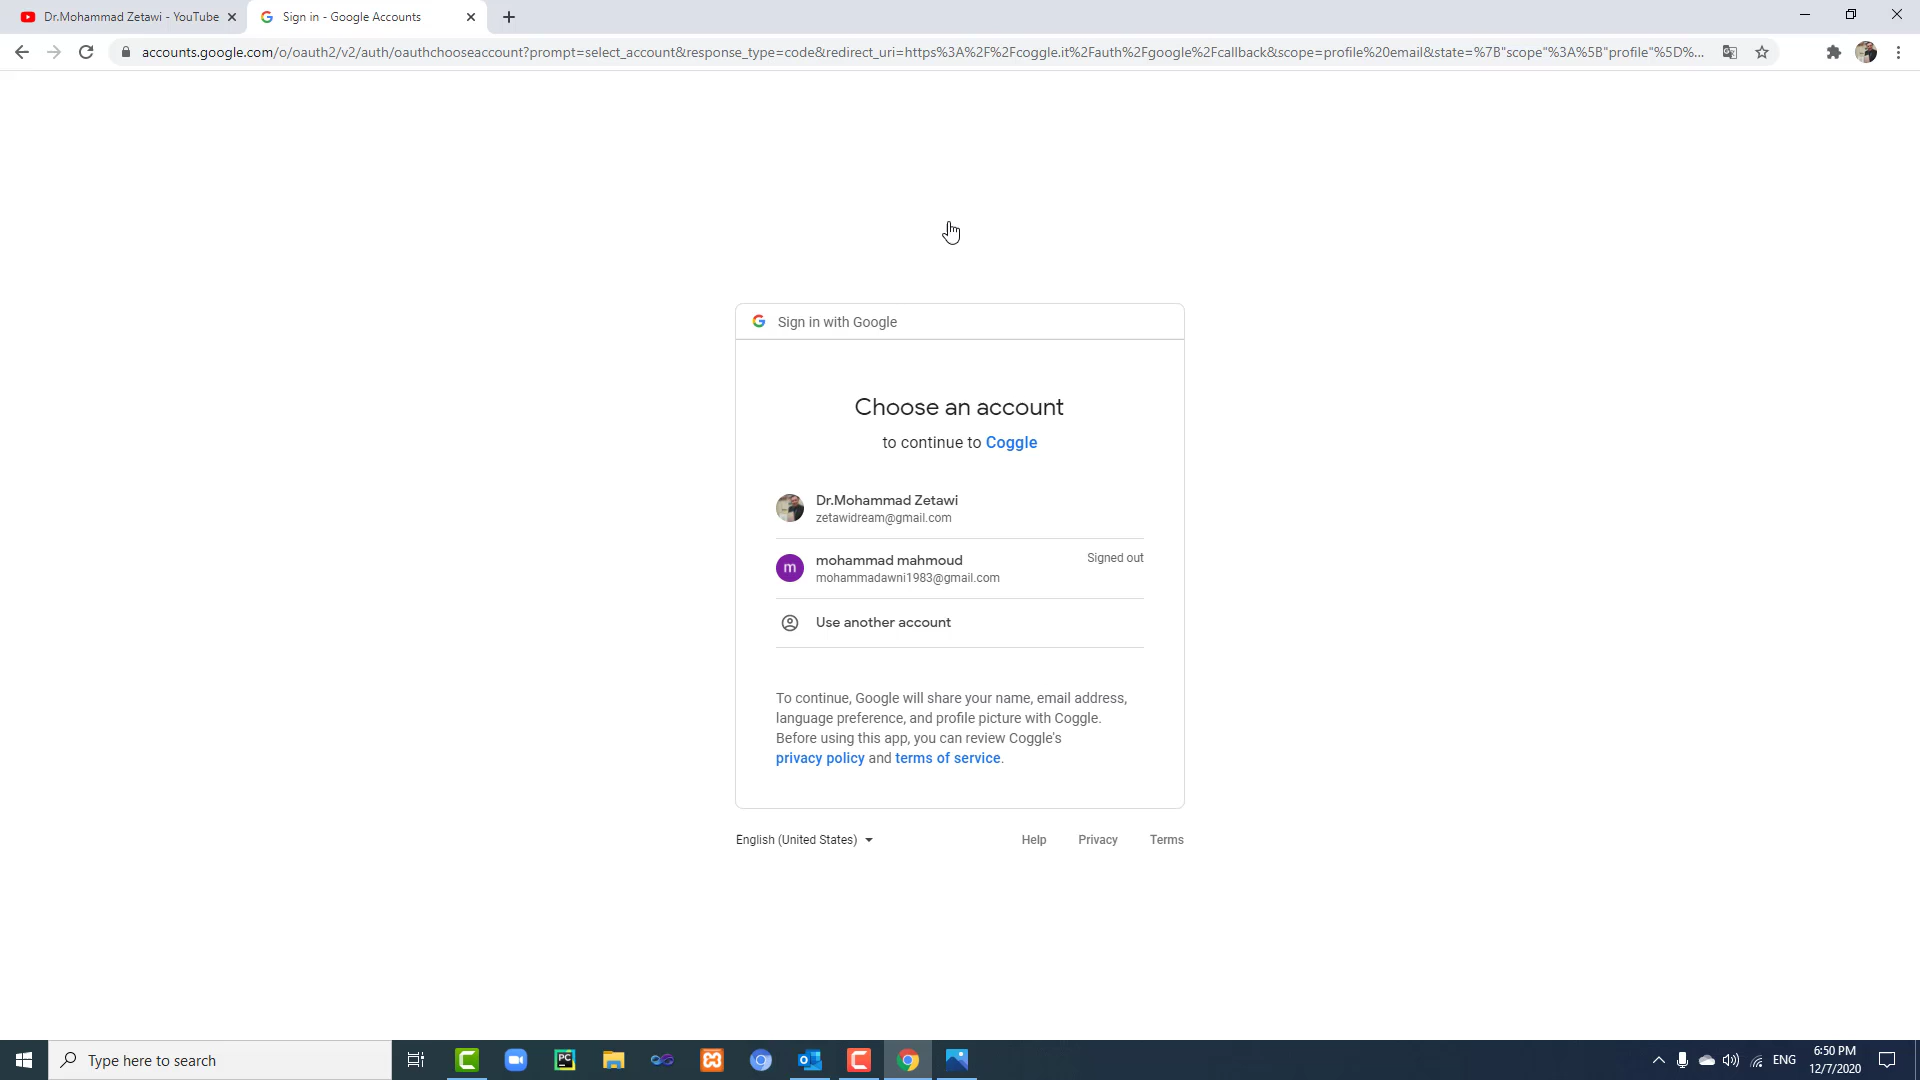 Dr.Mohammad Zetawi - YouTube
Sign in - Google Accounts
accounts.google.com/o/oauth2/v2/auth/oauthchooseaccount?prompt=select_account&response_type=code&redirect_uri=https%3A%2F%2Fcoggle.it%2Fauth%2Fgoogle%2Fcallback&scope=profile%20email&state=%7B"scope"%3A%5B"profile"%5D%...
Sign in with Google
Choose an account
to continue to Coggle
Dr.Mohammad Zetawi
zetawidream@gmail.com
m
mohammad mahmoud
Signed out
mohammadawni1983@gmail.com
Use another account
To continue, Google will share your name, email address,
language preference, and profile picture with Coggle.
Before using this app, you can review Coggle's
privacy policy and terms of service.
English (United States)
Help
Privacy
Terms
Type here to search
PC
ENG
6:50 PM
12/7/2020